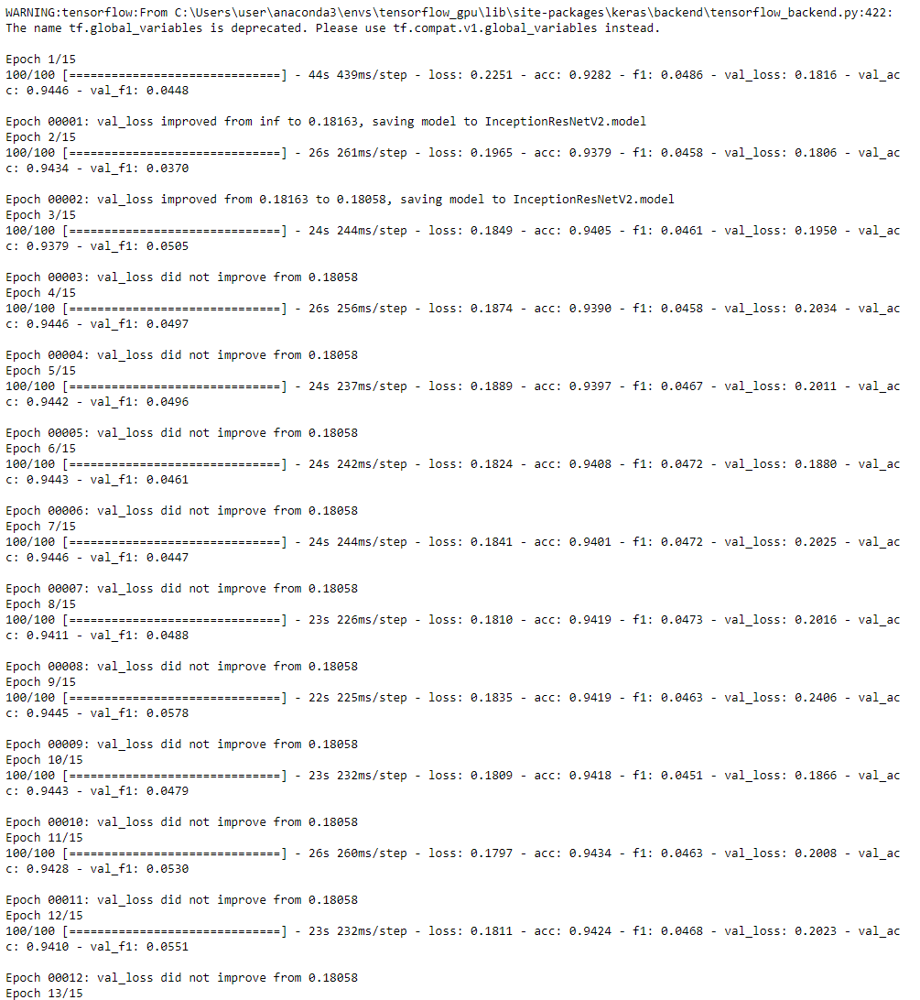 WARNING:tensorflow:From C:\Users\user\anaconda3\envs\tensorflow_gpu\lib\site-packages\keras\backend\tensorflow_backend.py:422:
The name tf.global_variables is deprecated. Please use tf.compat.v1.global_variables instead.

Epoch 1/15
100/100 [==============================] - 44s 439ms/step - loss: 0.2251 - acc: 0.9282 - f1: 0.0486 - val_loss: 0.1816 - val_ac
c: 0.9446 - val_f1: 0.0448

Epoch 00001: val_loss improved from inf to 0.18163, saving model to InceptionResNetV2.model
Epoch 2/15
100/100 [==============================] - 26s 261ms/step - loss: 0.1965 - acc: 0.9379 - f1: 0.0458 - val_loss: 0.1806 - val_ac
c: 0.9434 - val_f1: 0.0370

Epoch 00002: val_loss improved from 0.18163 to 0.18058, saving model to InceptionResNetV2.model
Epoch 3/15
100/100 [==============================] - 24s 244ms/step - loss: 0.1849 - acc: 0.9405 - f1: 0.0461 - val_loss: 0.1950 - val_ac
c: 0.9379 - val_f1: 0.0505

Epoch 00003: val_loss did not improve from 0.18058
Epoch 4/15
100/100 [==============================] - 26s 256ms/step - loss: 0.1874 - acc: 0.9390 - f1: 0.0458 - val_loss: 0.2034 - val_ac
c: 0.9446 - val_f1: 0.0497

Epoch 00004: val_loss did not improve from 0.18058
Epoch 5/15
100/100 [==============================] - 24s 237ms/step - loss: 0.1889 - acc: 0.9397 - f1: 0.0467 - val_loss: 0.2011 - val_ac
c: 0.9442 - val_f1: 0.0496

Epoch 00005: val_loss did not improve from 0.18058
Epoch 6/15
100/100 [==============================] - 24s 242ms/step - loss: 0.1824 - acc: 0.9408 - f1: 0.0472 - val_loss: 0.1880 - val_ac
c: 0.9443 - val_f1: 0.0461

Epoch 00006: val_loss did not improve from 0.18058
Epoch 7/15
100/100 [==============================] - 24s 244ms/step - loss: 0.1841 - acc: 0.9401 - f1: 0.0472 - val_loss: 0.2025 - val_ac
c: 0.9446 - val_f1: 0.0447

Epoch 00007: val_loss did not improve from 0.18058
Epoch 8/15
100/100 [==============================] - 23s 226ms/step - loss: 0.1810 - acc: 0.9419 - f1: 0.0473 - val_loss: 0.2016 - val_ac
c: 0.9411 - val_f1: 0.0488

Epoch 00008: val_loss did not improve from 0.18058
Epoch 9/15
100/100 [==============================] - 22s 225ms/step - loss: 0.1835 - acc: 0.9419 - f1: 0.0463 - val_loss: 0.2406 - val_ac
c: 0.9445 - val_f1: 0.0578

Epoch 00009: val_loss did not improve from 0.18058
Epoch 10/15
100/100 [==============================] - 23s 232ms/step - loss: 0.1809 - acc: 0.9418 - f1: 0.0451 - val_loss: 0.1866 - val_ac
c: 0.9443 - val_f1: 0.0479

Epoch 00010: val_loss did not improve from 0.18058
Epoch 11/15
100/100 [==============================] - 26s 260ms/step - loss: 0.1797 - acc: 0.9434 - f1: 0.0463 - val_loss: 0.2008 - val_ac
c: 0.9428 - val_f1: 0.0530

Epoch 00011: val_loss did not improve from 0.18058
Epoch 12/15
100/100 [==============================] - 23s 232ms/step - loss: 0.1811 - acc: 0.9424 - f1: 0.0468 - val_loss: 0.2023 - val_ac
c: 0.9410 - val_f1: 0.0551

Epoch 00012: val_loss did not improve from 0.18058
Epoch 13/15